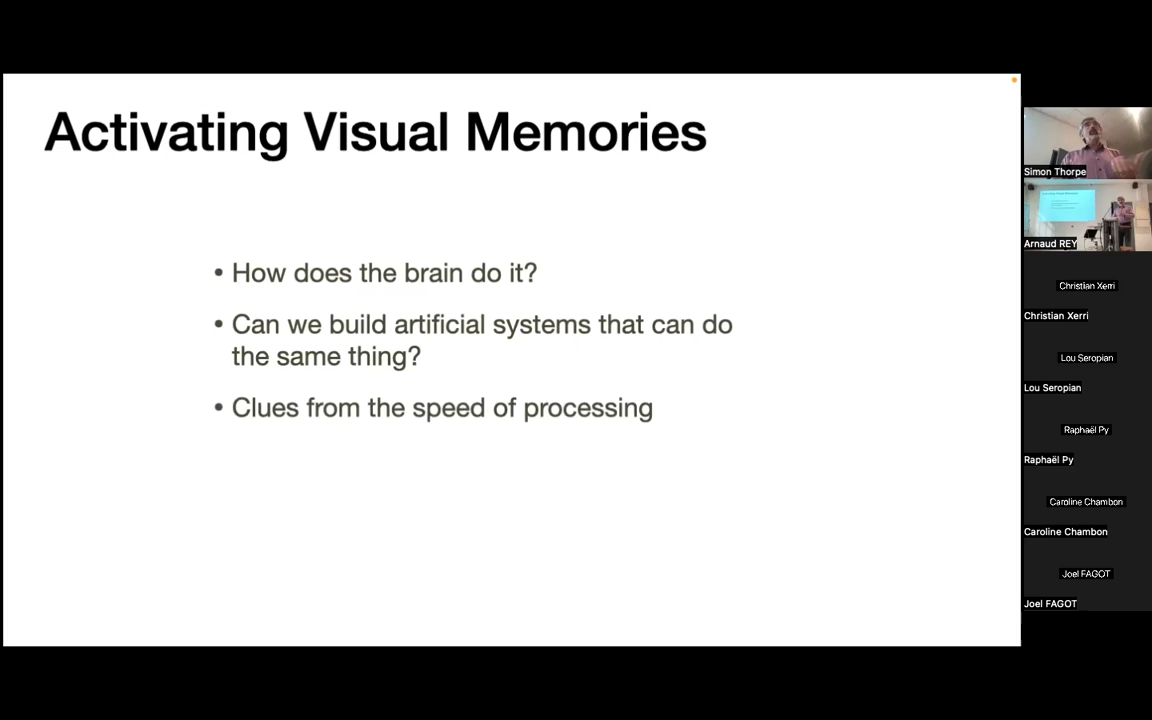 Activating Visual Memories
• How does the brain do it?
• Can we build artificial systems that can do
the same thing?
• Clues from the speed of processing
Simon Thorpe
Arnaud REY
Christian Xerri
Christian Xerri
Lou Seropian
Lou Seropian
Raphaël Py
Raphaël Py
Caroline Chambon
Caroline Chambon
Joel FAGOT
Joel FAGOT